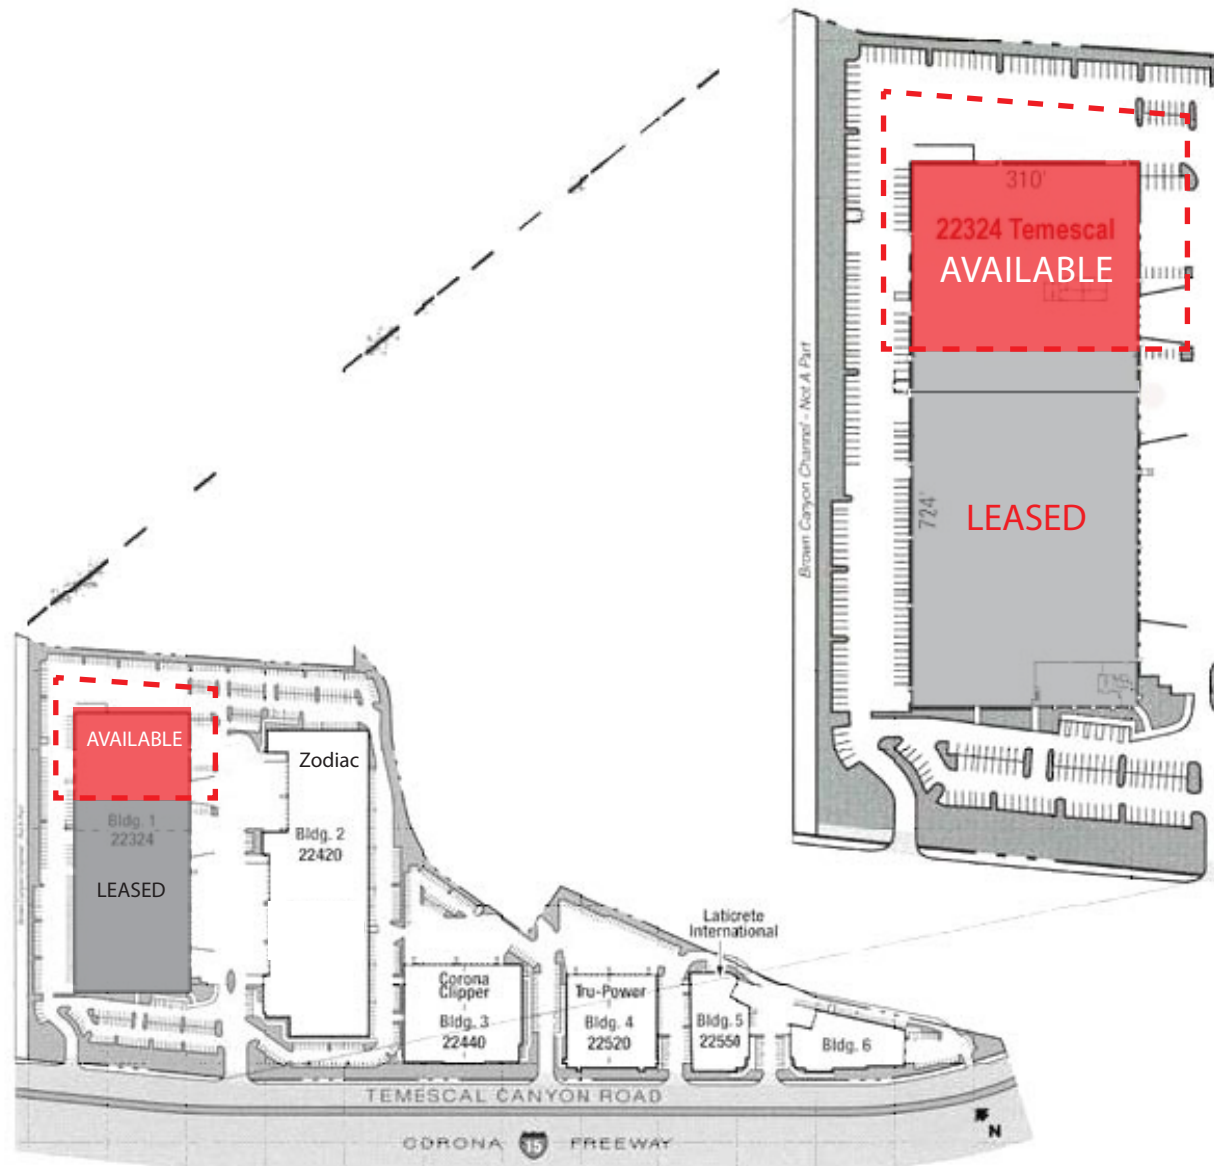 310'
22324 Temescal
AVAILABLE
Brown Canyon Channel - Not A Part
724'
LEASED
AVAILABLE
Bldg. 1
22324
LEASED
Zodiac
Bldg. 2
22420
Corona
Clipper
Bldg. 3
22440
Tru-Power
Bldg. 4
22520
Laticrete
International
Bldg. 5
22550
Bldg. 6
TEMESCAL CANYON ROAD
CORONA 15 FREEWAY
N